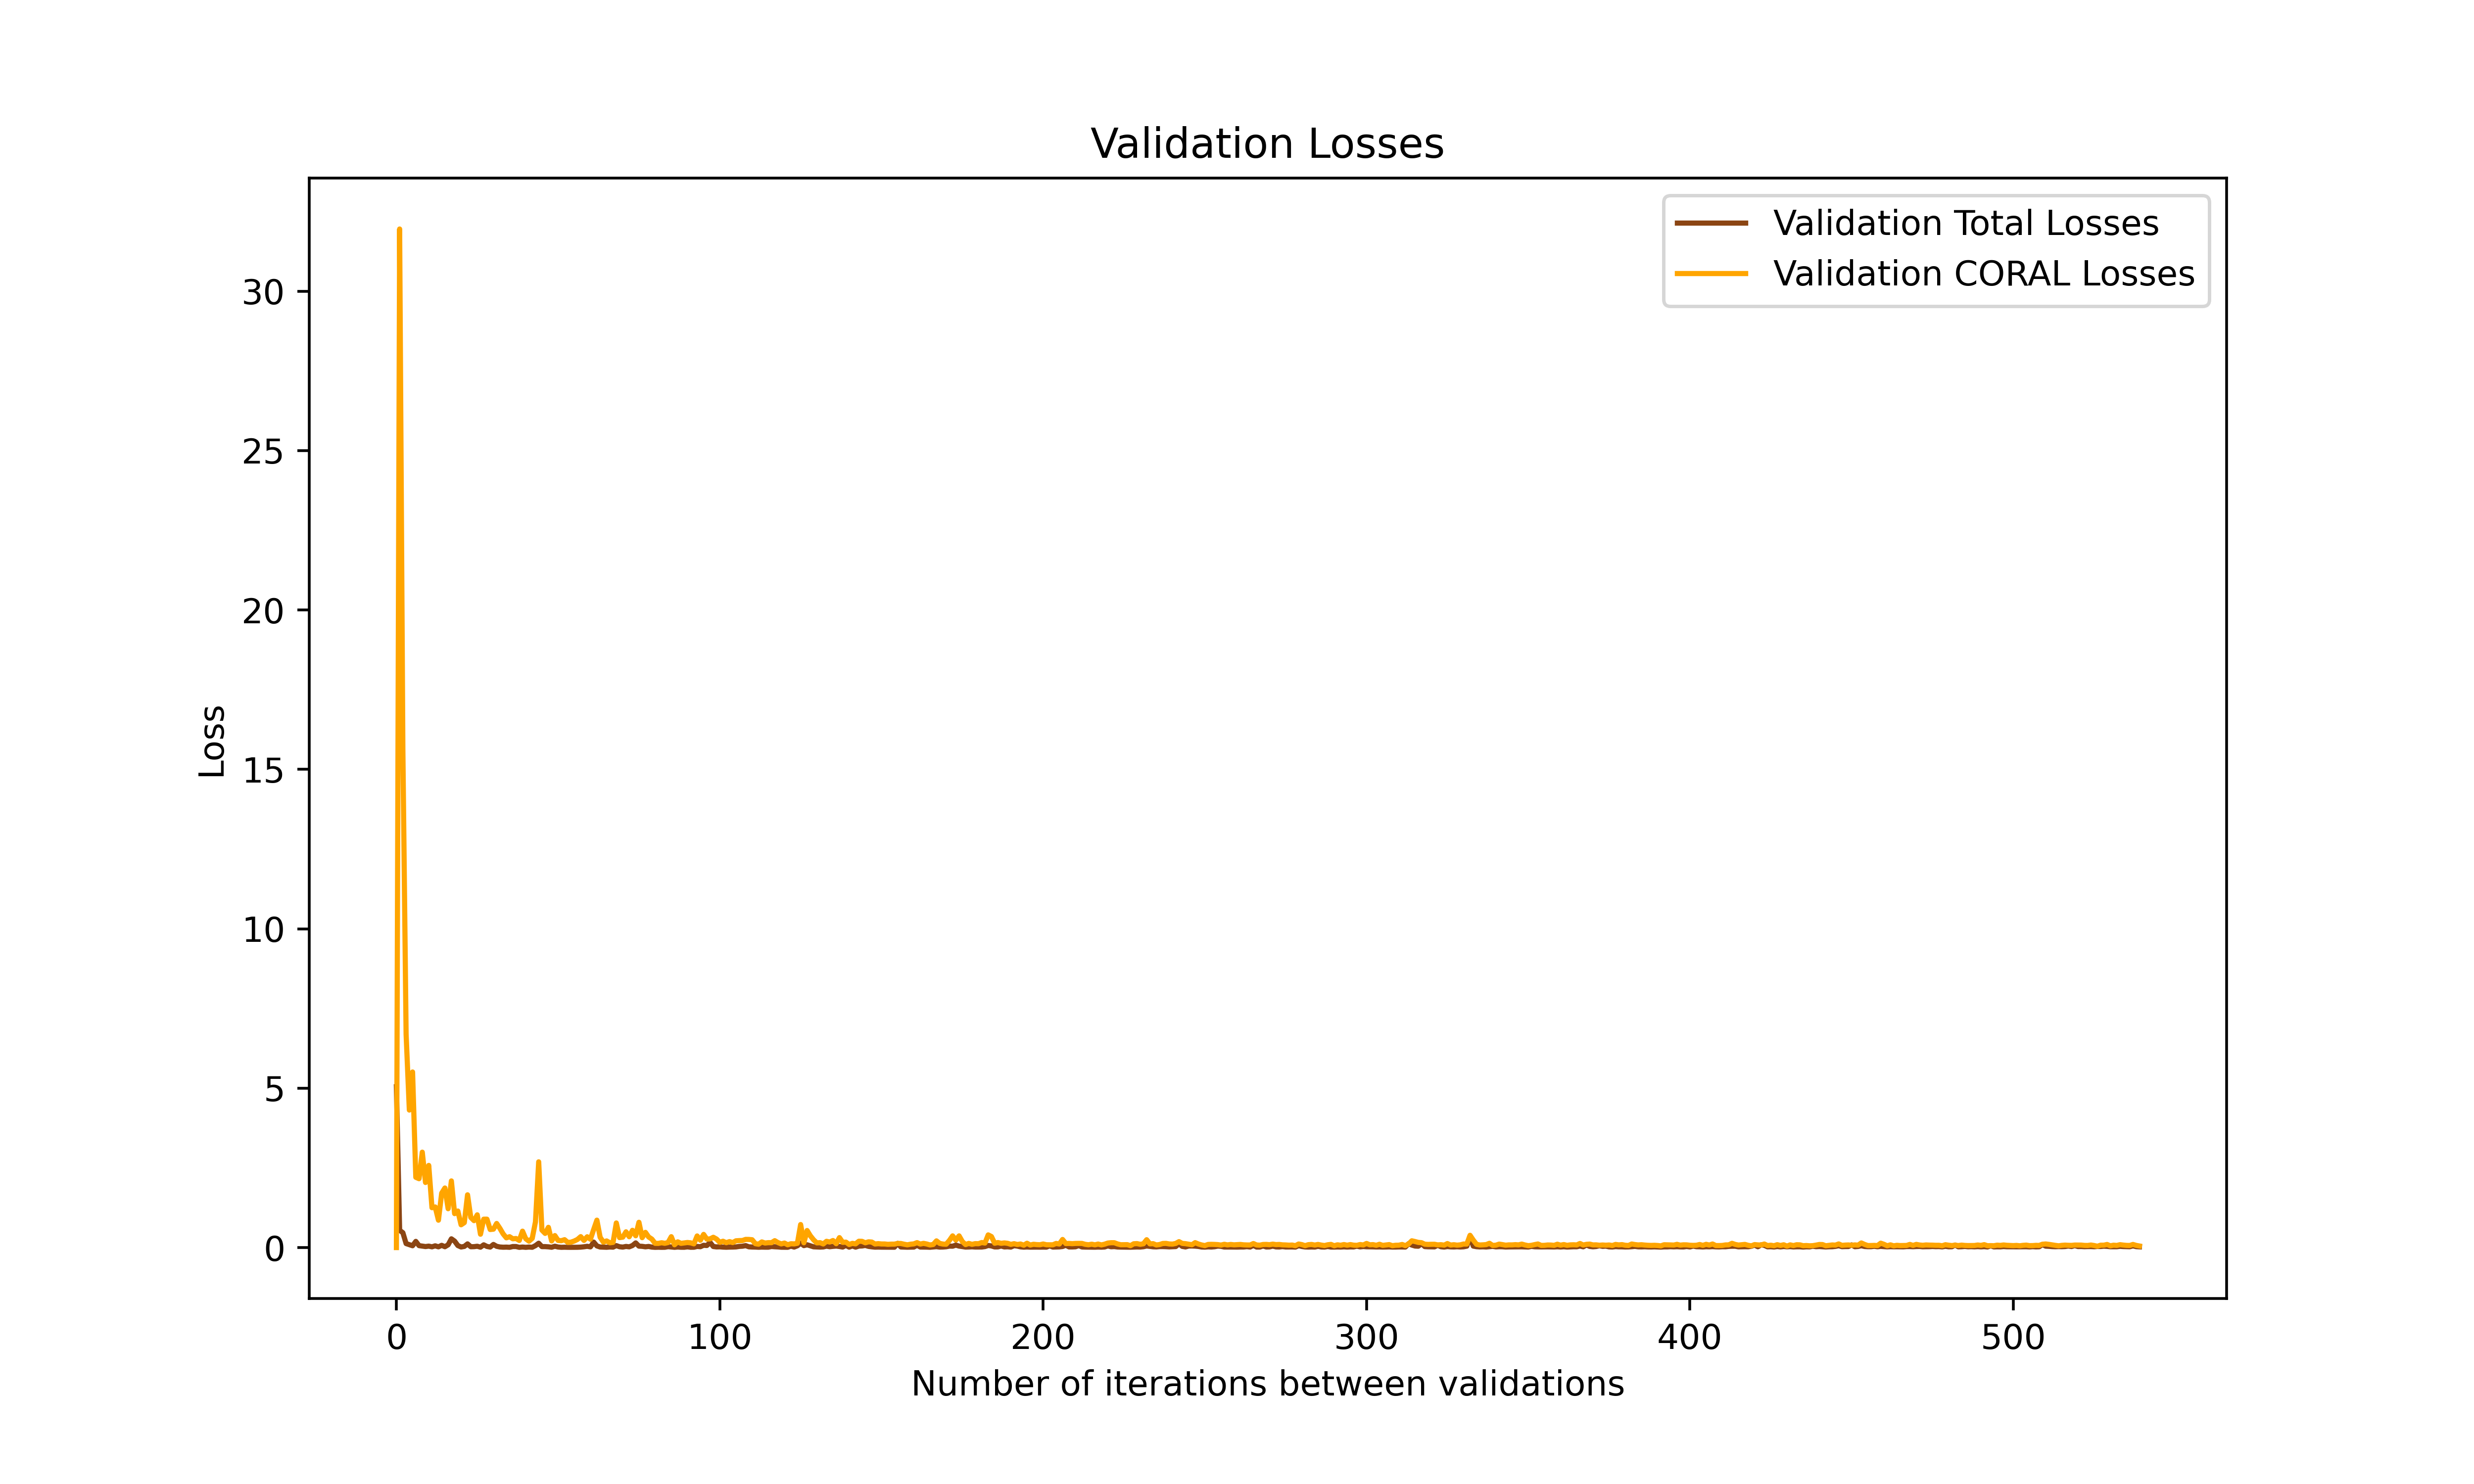 Validation Losses
Validation Total Losses
Validation CORAL Losses
30
25
20
15
10
5
0
Loss
0 100 200 300 400 500
Number of iterations between validations